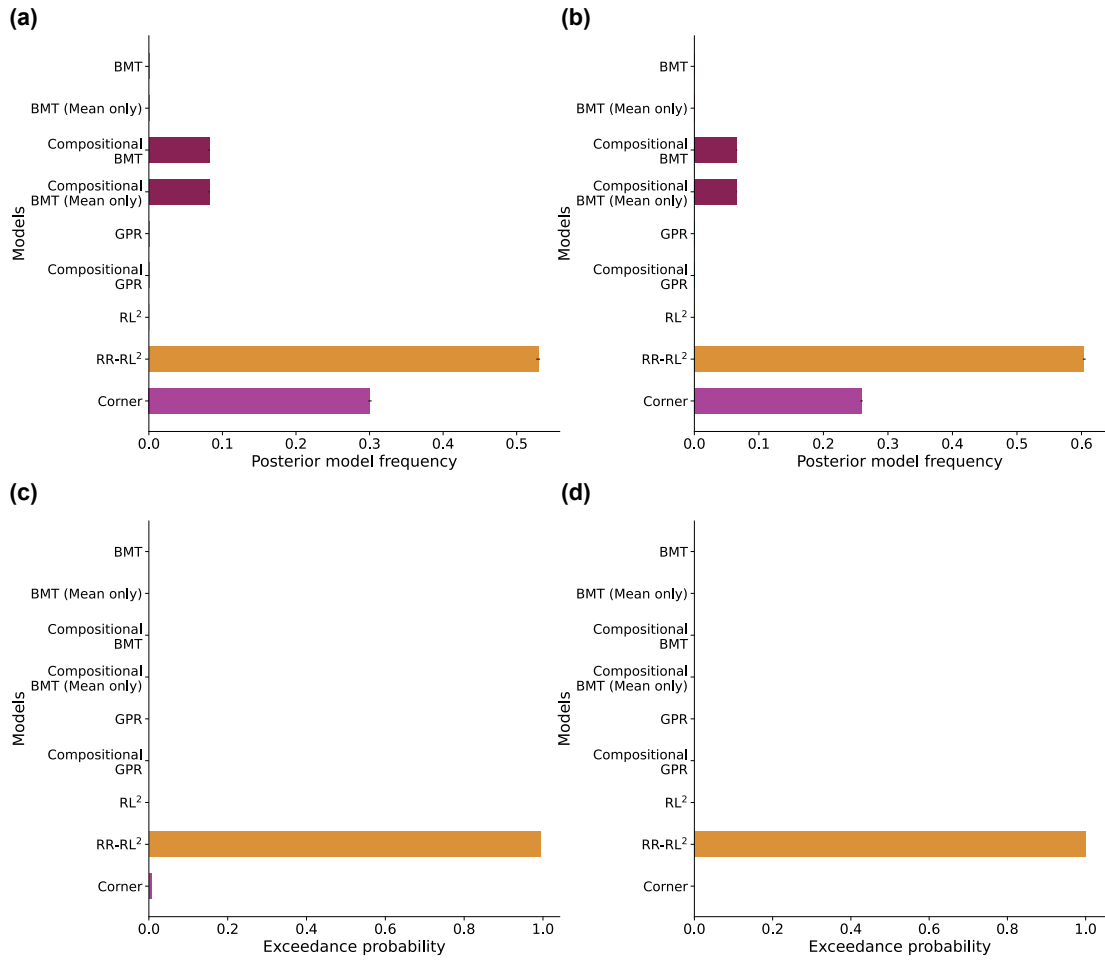 (a)
BMT
BMT (Mean only)
Compositional
BMT
Compositional
BMT (Mean only)
GPR
Compositional
GPR
RL²
RR-RL²
Corner
Models
0.0 0.1 0.2 0.3 0.4 0.5
Posterior model frequency
(b)
BMT
BMT (Mean only)
Compositional
BMT
Compositional
BMT (Mean only)
GPR
Compositional
GPR
RL²
RR-RL²
Corner
Models
0.0 0.1 0.2 0.3 0.4 0.5 0.6
Posterior model frequency
(c)
BMT
BMT (Mean only)
Compositional
BMT
Compositional
BMT (Mean only)
GPR
Compositional
GPR
RL²
RR-RL²
Corner
Models
0.0 0.2 0.4 0.6 0.8 1.0
Exceedance probability
(d)
BMT
BMT (Mean only)
Compositional
BMT
Compositional
BMT (Mean only)
GPR
Compositional
GPR
RL²
RR-RL²
Corner
Models
0.0 0.2 0.4 0.6 0.8 1.0
Exceedance probability